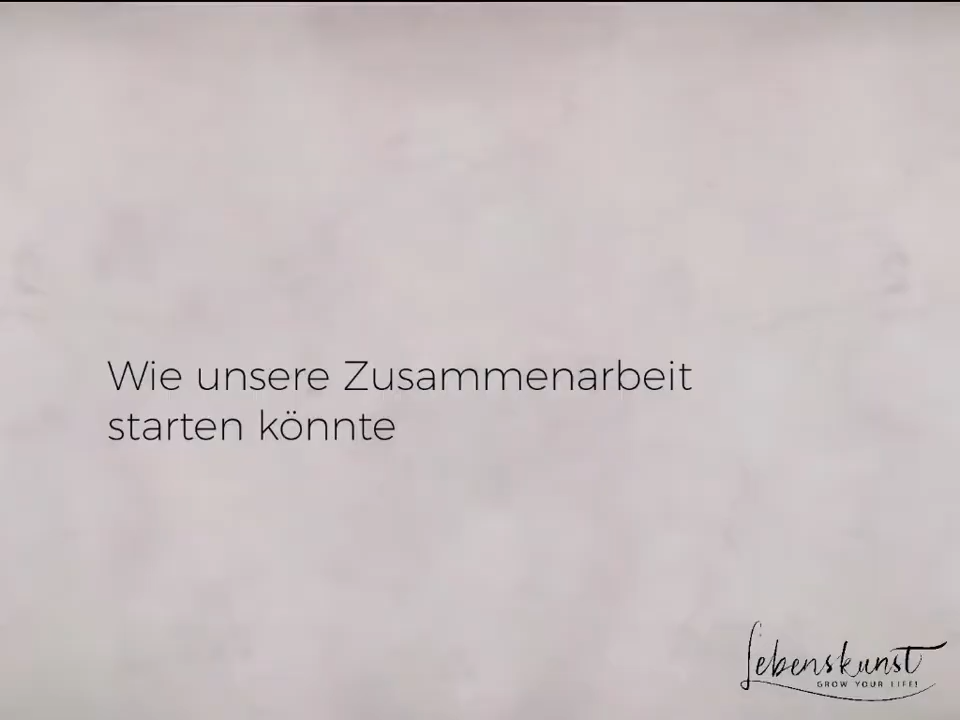 Wie unsere Zusammenarbeit
starten könnte
Lebenskunst
GROW YOUR LIFE!